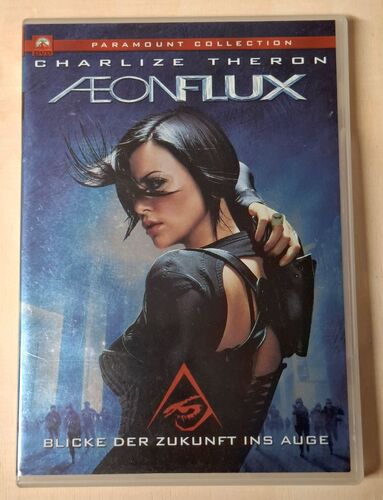 PARAMOUNT COLLECTION
CHARLIZE THERON
ÆONFLUX
BLICKE DER ZUKUNFT INS AUGE